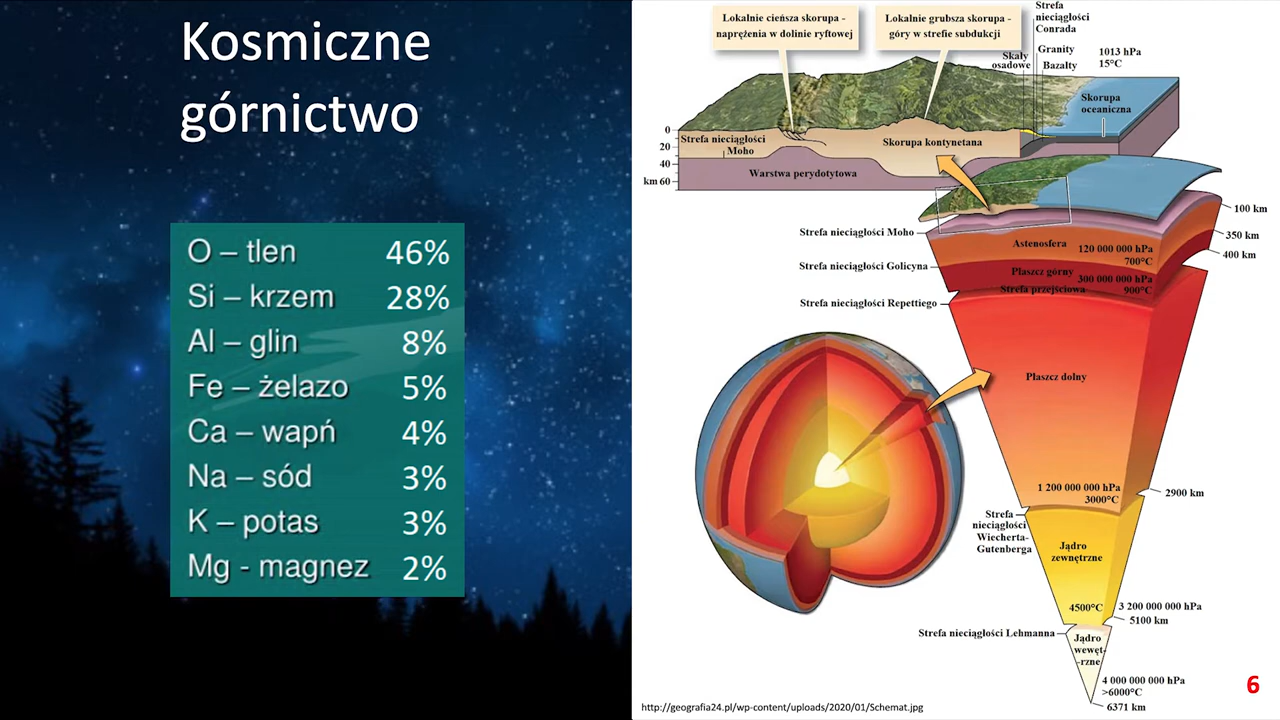 Kosmiczne
górnictwo
O – tlen 46%
Si – krzem 28%
Al – glin 8%
Fe – żelazo 5%
Ca – wapń 4%
Na – sód 3%
K – potas 3%
Mg - magnez 2%
Lokalnie cieńsza skorupa -
naprężenia w dolinie ryftowej
Lokalnie grubsza skorupa -
góry w strefie subdukcji
Strefa
nieciągłości
Conrada
Skały
osadowe
Granity
Bazalty
1013 hPa
15°C
Skorupa
oceaniczna
0
20
40
km 60
Strefa nieciągłości
Moho
Skorupa kontynetana
Warstwa perydotytowa
100 km
350 km
400 km
Strefa nieciągłości Moho
Astenosfera
120 000 000 hPa
700°C
Strefa nieciągłości Golicyna
Płaszcz górny
300 000 000 hPa
Strefa przejściowa
900°C
Strefa nieciągłości Repettiego
Płaszcz dolny
1 200 000 000 hPa
3000°C
2900 km
Strefa
nieciągłości
Wiecherta-
Gutenberga
Jądro
zewnętrzne
4500°C
3 200 000 000 hPa
5100 km
Strefa nieciągłości Lehmanna
Jądro
wewęt-
-rzne
4 000 000 000 hPa
>6000°C
6371 km
http://geografia24.pl/wp-content/uploads/2020/01/Schemat.jpg
6